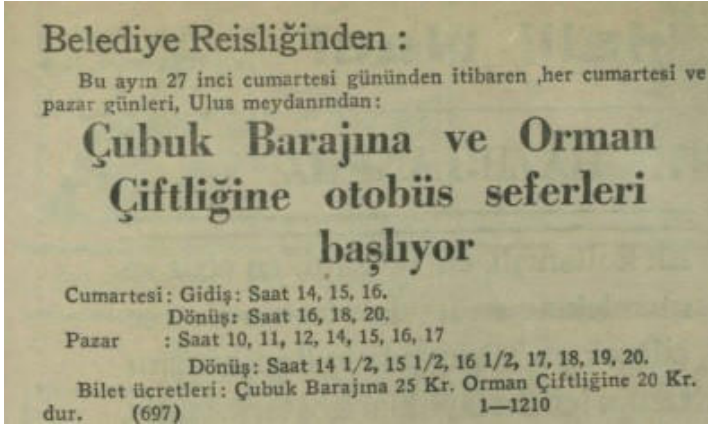 Belediye Reisliğinden :
Bu ayın 27 inci cumartesi gününden itibaren ,her cumartesi ve
pazar günleri, Ulus meydanından:
Çubuk Barajına ve Orman
Çiftliğine otobüs seferleri
başlıyor
Cumartesi: Gidiş: Saat 14, 15, 16.
Dönüş: Saat 16, 18, 20.
Pazar : Saat 10, 11, 12, 14, 15, 16, 17
Dönüş: Saat 14 1/2, 15 1/2, 16 1/2, 17, 18, 19, 20.
Bilet ücretleri: Çubuk Barajına 25 Kr. Orman Çiftliğine 20 Kr.
dur. (697) 1—1210